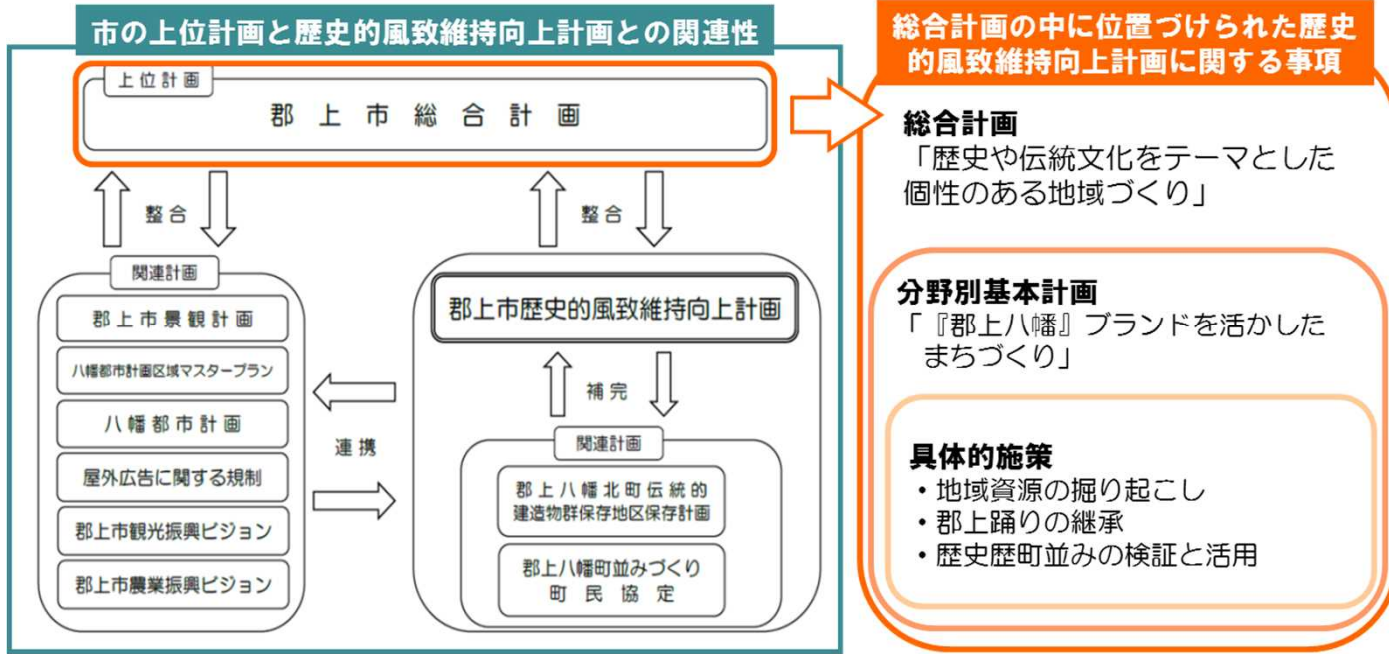 市の上位計画と歴史的風致維持向上計画との関連性
上位計画
郡上市総合計画
整合
整合
関連計画
郡上市景観計画
八幡都市計画区域マスタープラン
八幡都市計画
屋外広告に関する規制
郡上市観光振興ビジョン
郡上市農業振興ビジョン
連携
郡上市歴史的風致維持向上計画
補完
関連計画
郡上八幡北町伝統的
建造物群保存地区保存計画
郡上八幡町並みづくり
町民協定
総合計画の中に位置づけられた歴史
的風致維持向上計画に関する事項
総合計画
「歴史や伝統文化をテーマとした
個性のある地域づくり」
分野別基本計画
「『郡上八幡』ブランドを活かした
まちづくり」
具体的施策
・地域資源の掘り起こし
・郡上踊りの継承
・歴史歴町並みの検証と活用